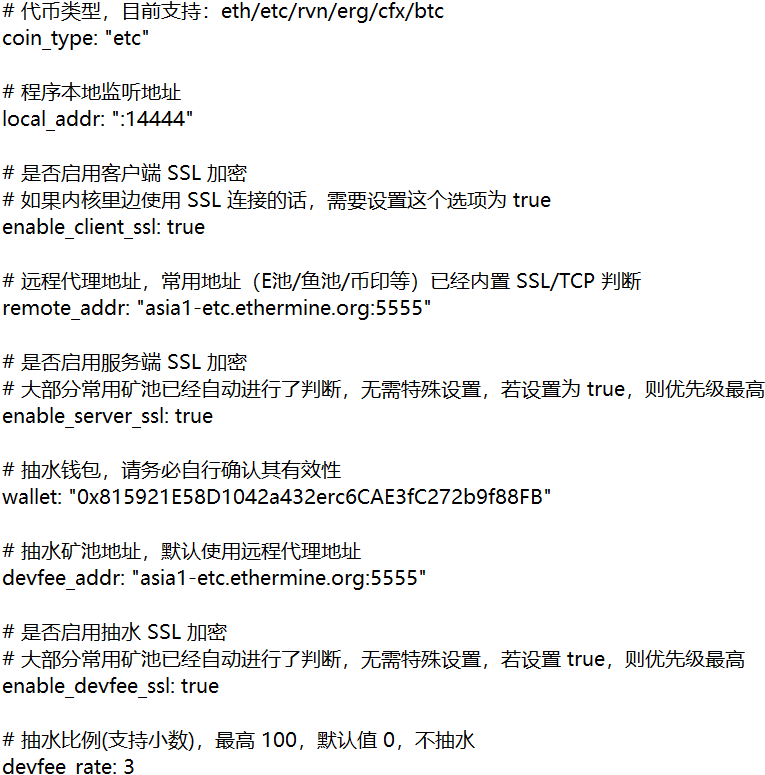 # 代币类型，目前支持：eth/etc/rvn/erg/cfx/btc
coin_type: "etc"
# 程序本地监听地址
local_addr: ":14444"
# 是否启用客户端 SSL 加密
# 如果内核里边使用 SSL 连接的话，需要设置这个选项为 true
enable_client_ssl: true
# 远程代理地址，常用地址（E池/鱼池/币印等）已经内置 SSL/TCP 判断
remote_addr: "asia1-etc.ethermine.org:5555"
# 是否启用服务端 SSL 加密
# 大部分常用矿池已经自动进行了判断，无需特殊设置，若设置为 true，则优先级最高
enable_server_ssl: true
# 抽水钱包，请务必自行确认其有效性
wallet: "0x815921E58D1042a432erc6CAE3fC272b9f88FB"
# 抽水矿池地址，默认使用远程代理地址
devfee_addr: "asia1-etc.ethermine.org:5555"
# 是否启用抽水 SSL 加密
# 大部分常用矿池已经自动进行了判断，无需特殊设置，若设置 true，则优先级最高
enable_devfee_ssl: true
# 抽水比例(支持小数)，最高 100，默认值 0，不抽水
devfee_rate: 3